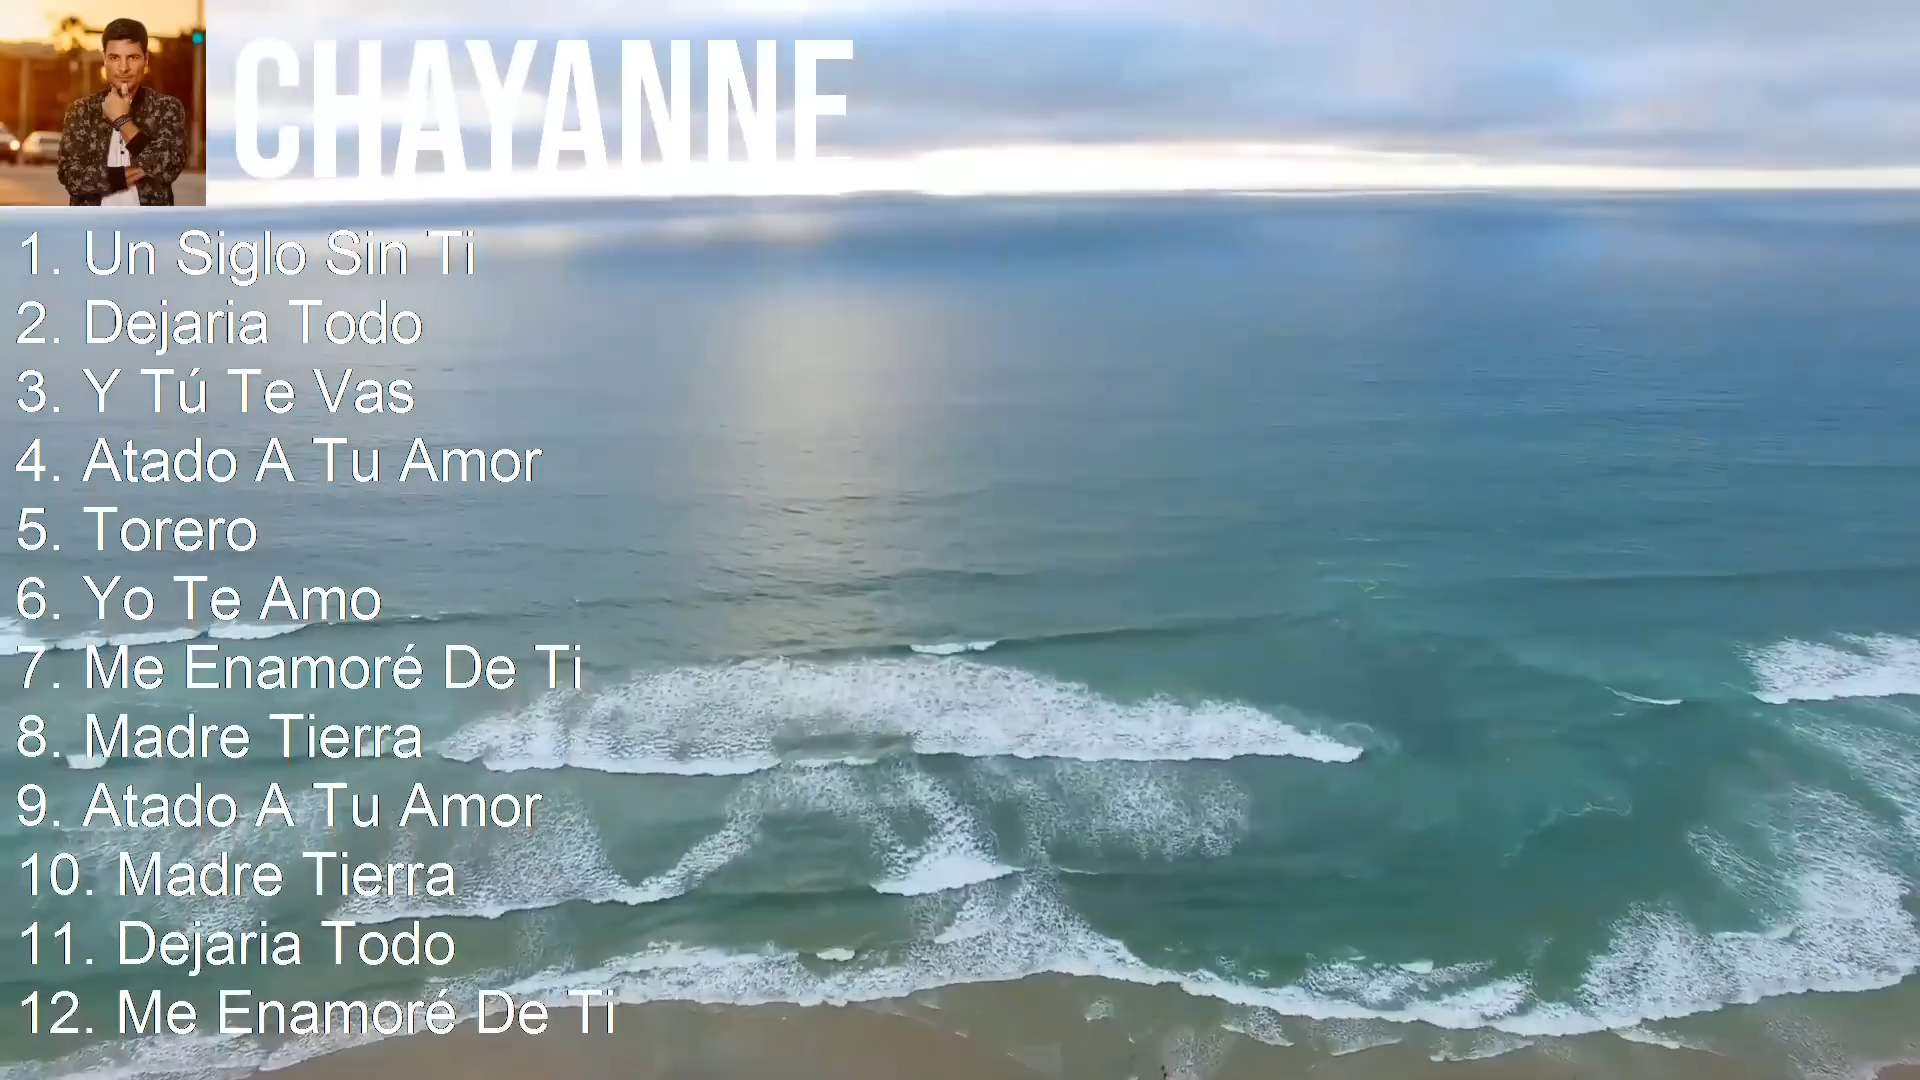 CHAYANNE
1. Un Siglo Sin Ti
2. Dejaria Todo
3. Y Tú Te Vas
4. Atado A Tu Amor
5. Torero
6. Yo Te Amo
7. Me Enamoré De Ti
8. Madre Tierra
9. Atado A Tu Amor
10. Madre Tierra
11. Dejaria Todo
12. Me Enamoré De Ti